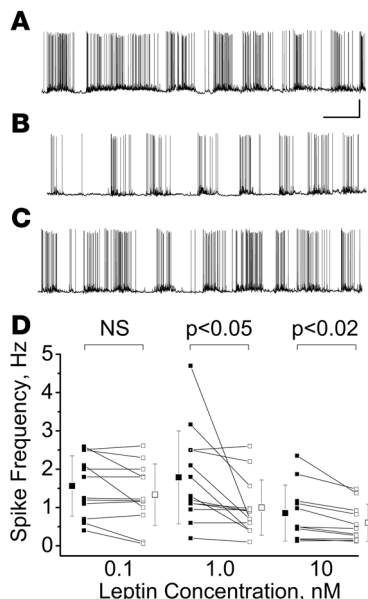 A
B
C
D
NS p<0.05 p<0.02
5
4
3
2
1
0
Spike Frequency, Hz
0.1 1.0 10
Leptin Concentration, nM